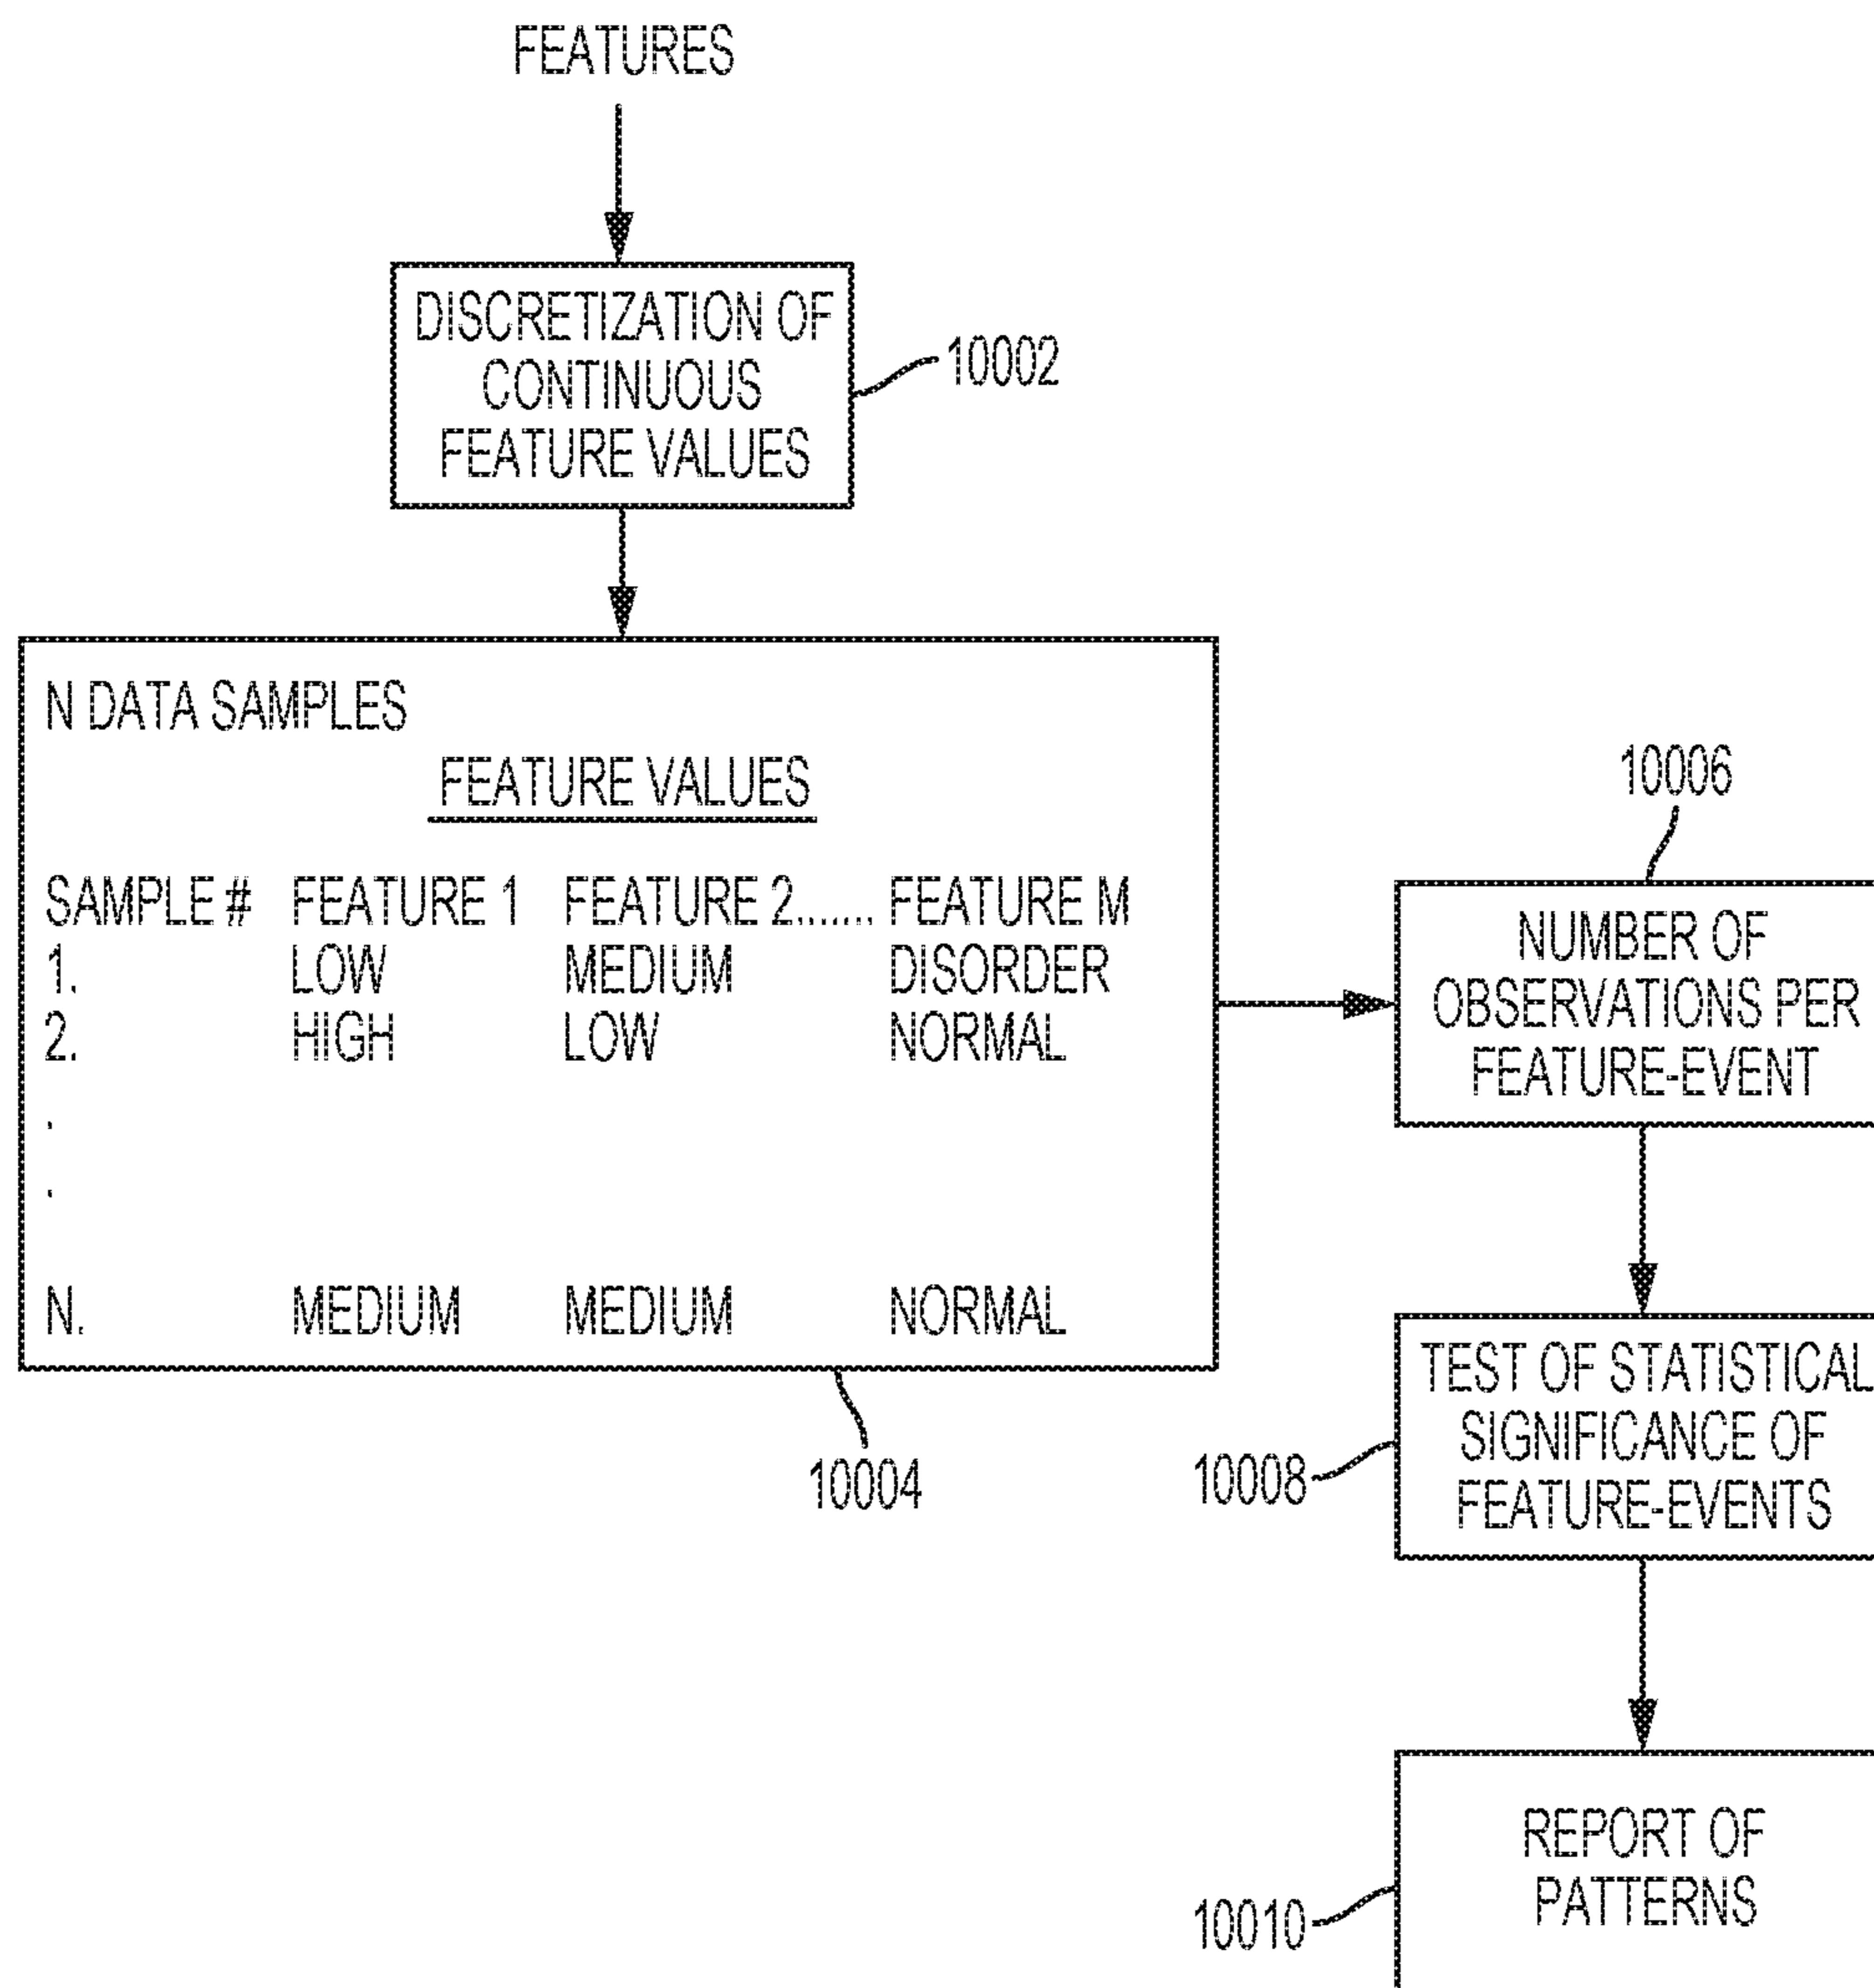 FEATURES
DISCRETIZATION OF
CONTINUOUS
FEATURE VALUES
10002
N DATA SAMPLES
FEATURE VALUES
SAMPLE # FEATURE 1 FEATURE 2....... FEATURE M
1. LOW MEDIUM DISORDER
2. HIGH LOW NORMAL
.
.
N. MEDIUM MEDIUM NORMAL
10004
10006
NUMBER OF
OBSERVATIONS PER
FEATURE-EVENT
TEST OF STATISTICAL
SIGNIFICANCE OF
FEATURE-EVENTS
10008
REPORT OF
PATTERNS
10010